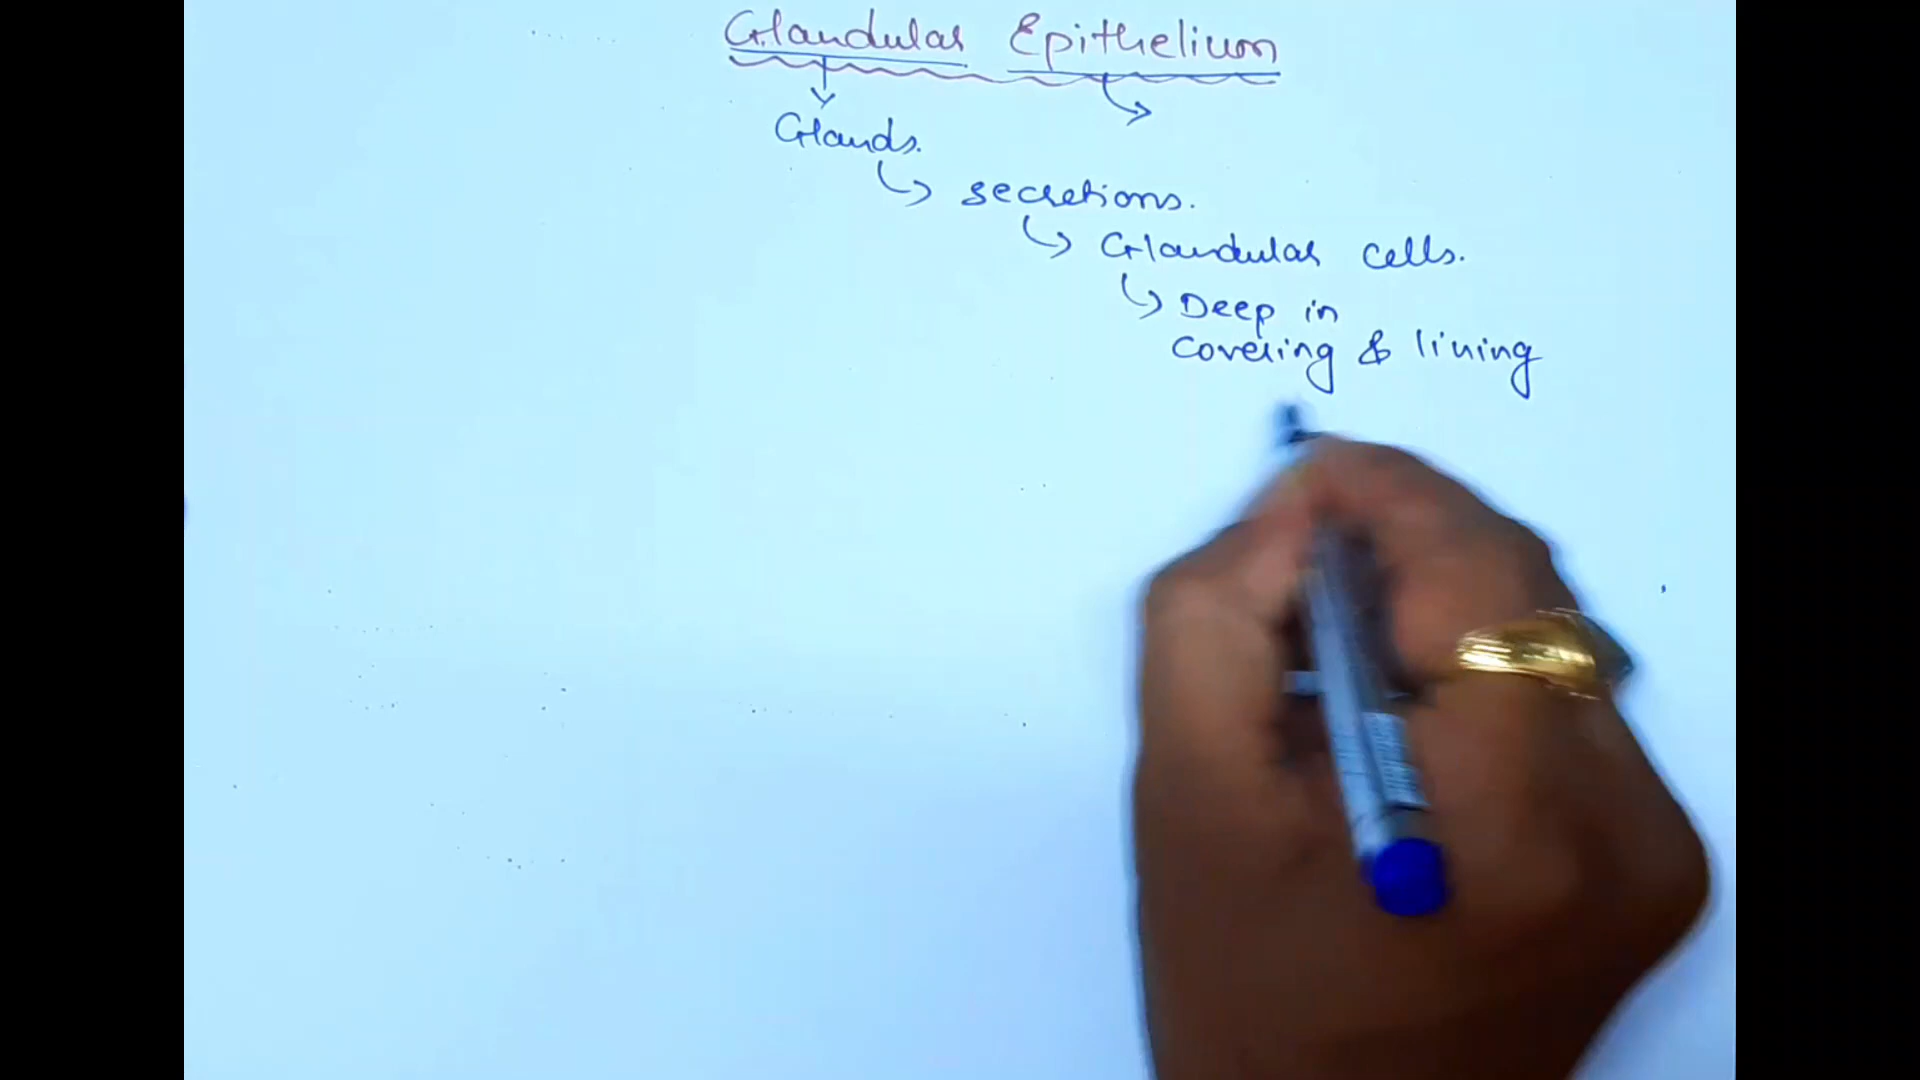 Glandular Epithelium
Glands.
secretions.
Glandular cells.
Deep in
covering & lining